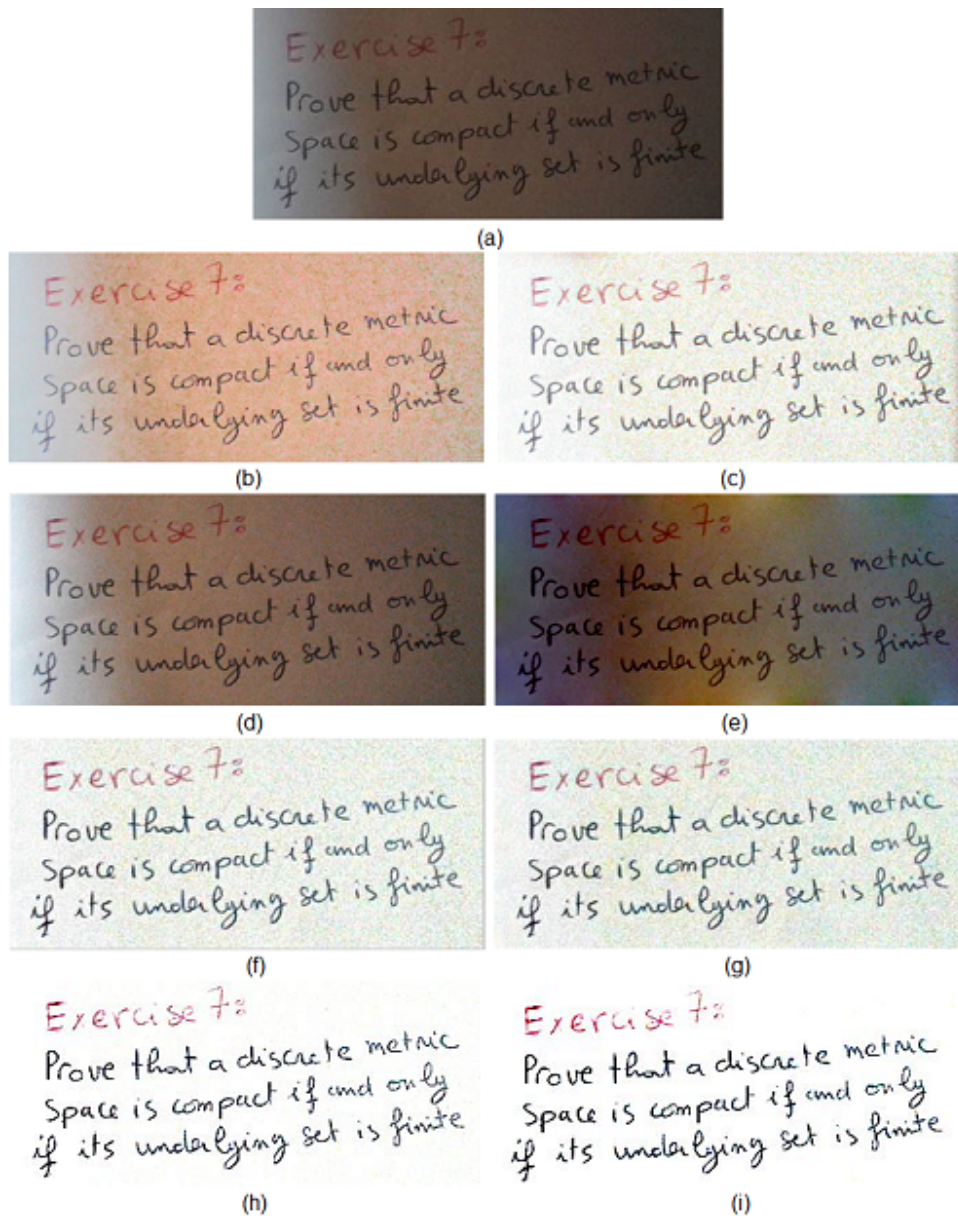 Exercise 7:
Prove that a discrete metric
Space is compact if and only
if its underlying set is finite
(a)
Exercise 7:
Prove that a discrete metric
Space is compact if and only
if its underlying set is finite
(b)
Exercise 7:
Prove that a discrete metric
Space is compact if and only
if its underlying set is finite
(c)
Exercise 7:
Prove that a discrete metric
Space is compact if and only
if its underlying set is finite
(d)
Exercise 7:
Prove that a discrete metric
Space is compact if and only
if its underlying set is finite
(e)
Exercise 7:
Prove that a discrete metric
Space is compact if and only
if its underlying set is finite
(f)
Exercise 7:
Prove that a discrete metric
Space is compact if and only
if its underlying set is finite
(g)
Exercise 7:
Prove that a discrete metric
Space is compact if and only
if its underlying set is finite
(h)
Exercise 7:
Prove that a discrete metric
Space is compact if and only
if its underlying set is finite
(i)